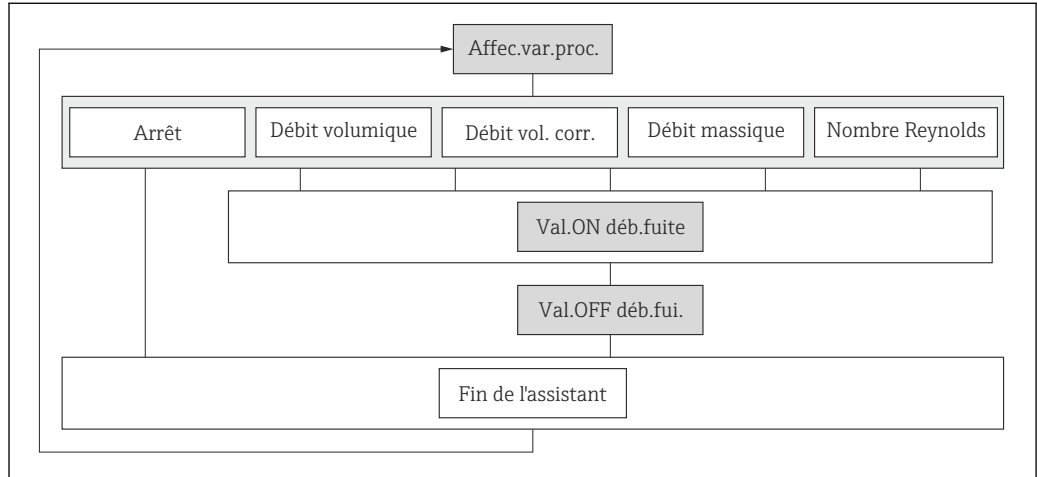 Affec.var.proc.
Arrêt
Débit volumique
Débit vol. corr.
Débit massique
Nombre Reynolds
Val.ON déb.fuite
Val.OFF déb.fui.
Fin de l'assistant